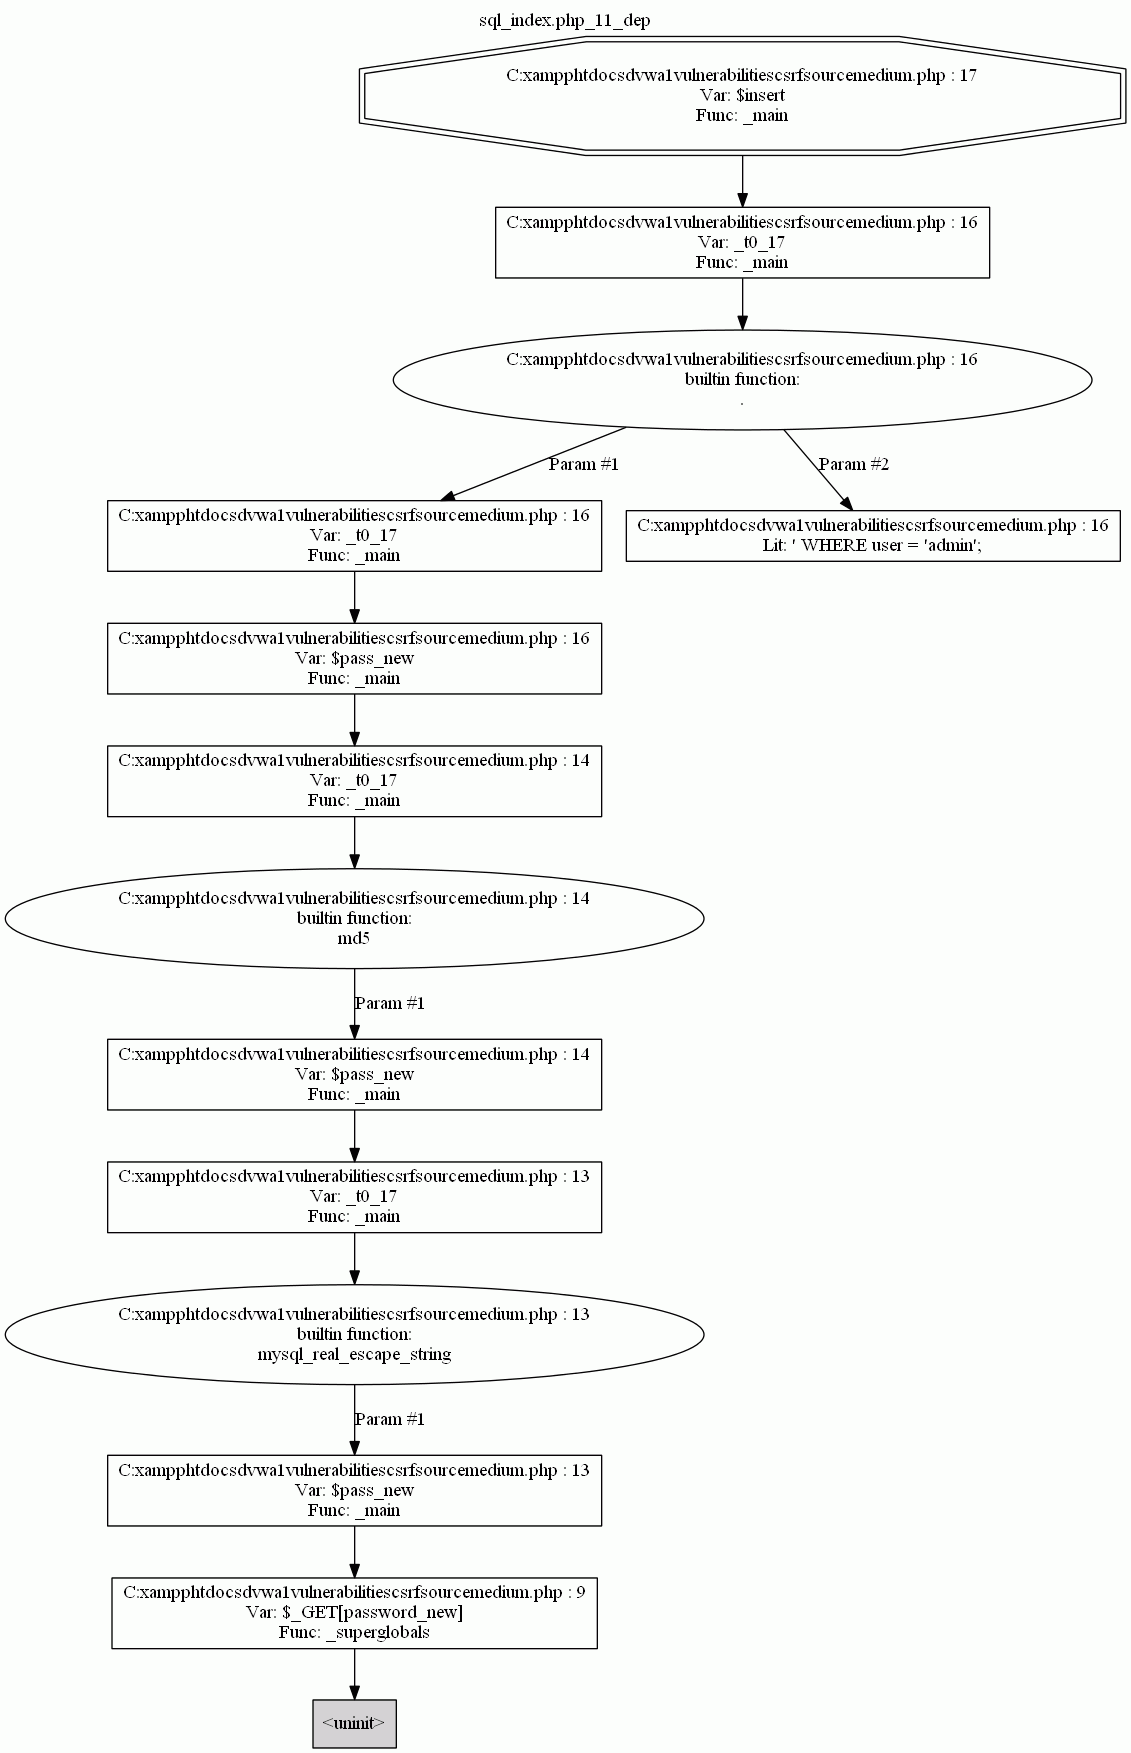 sql_index.php_11_dep
C:xampphtdocsdvwa1vulnerabilitiescsrfsourcemedium.php : 17
Var: $insert
Func: _main
C:xampphtdocsdvwa1vulnerabilitiescsrfsourcemedium.php : 16
Var: _t0_17
Func: _main
C:xampphtdocsdvwa1vulnerabilitiescsrfsourcemedium.php : 16
builtin function:
.
Param #1
Param #2
C:xampphtdocsdvwa1vulnerabilitiescsrfsourcemedium.php : 16
Var: _t0_17
Func: _main
C:xampphtdocsdvwa1vulnerabilitiescsrfsourcemedium.php : 16
Lit: ' WHERE user = 'admin';
C:xampphtdocsdvwa1vulnerabilitiescsrfsourcemedium.php : 16
Var: $pass_new
Func: _main
C:xampphtdocsdvwa1vulnerabilitiescsrfsourcemedium.php : 14
Var: _t0_17
Func: _main
C:xampphtdocsdvwa1vulnerabilitiescsrfsourcemedium.php : 14
builtin function:
md5
Param #1
C:xampphtdocsdvwa1vulnerabilitiescsrfsourcemedium.php : 14
Var: $pass_new
Func: _main
C:xampphtdocsdvwa1vulnerabilitiescsrfsourcemedium.php : 13
Var: _t0_17
Func: _main
C:xampphtdocsdvwa1vulnerabilitiescsrfsourcemedium.php : 13
builtin function:
mysql_real_escape_string
Param #1
C:xampphtdocsdvwa1vulnerabilitiescsrfsourcemedium.php : 13
Var: $pass_new
Func: _main
C:xampphtdocsdvwa1vulnerabilitiescsrfsourcemedium.php : 9
Var: $_GET[password_new]
Func: _superglobals
<uninit>